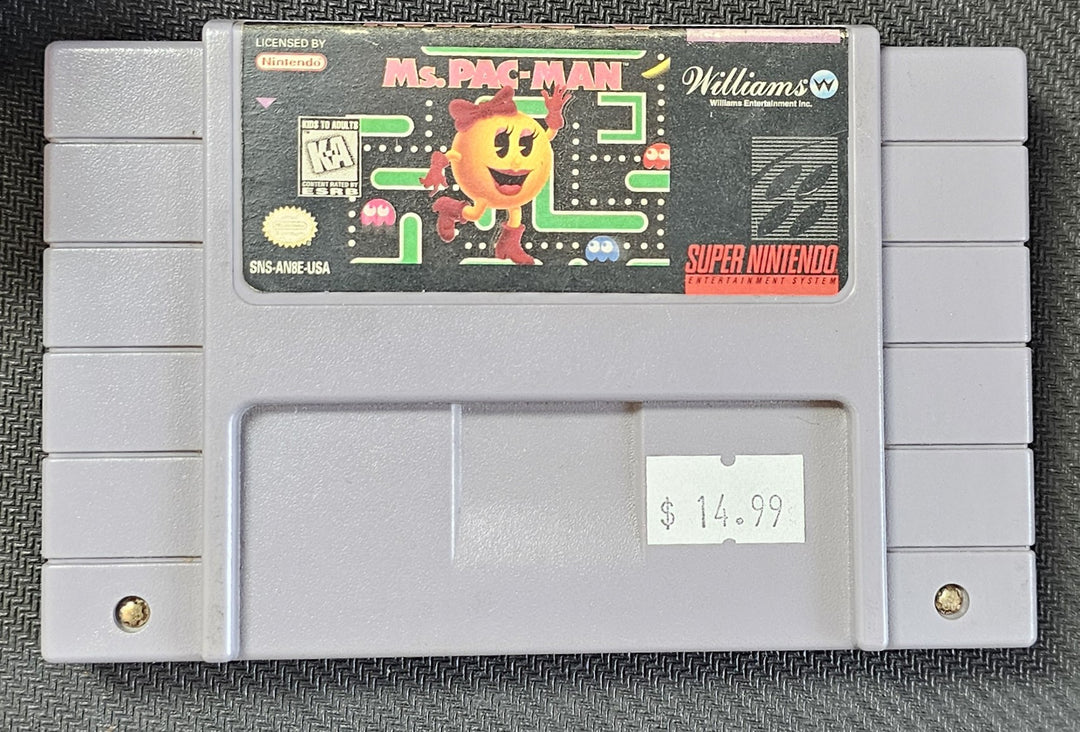 LICENSED BY
Nintendo
Ms. PAC-MAN
Williams W
Williams Entertainment Inc.
KIDS TO ADULTS
K-A
CONTENT RATED BY
ESRB
SNS-AN8E-USA
SUPER NINTENDO
ENTERTAINMENT SYSTEM
$ 14.99